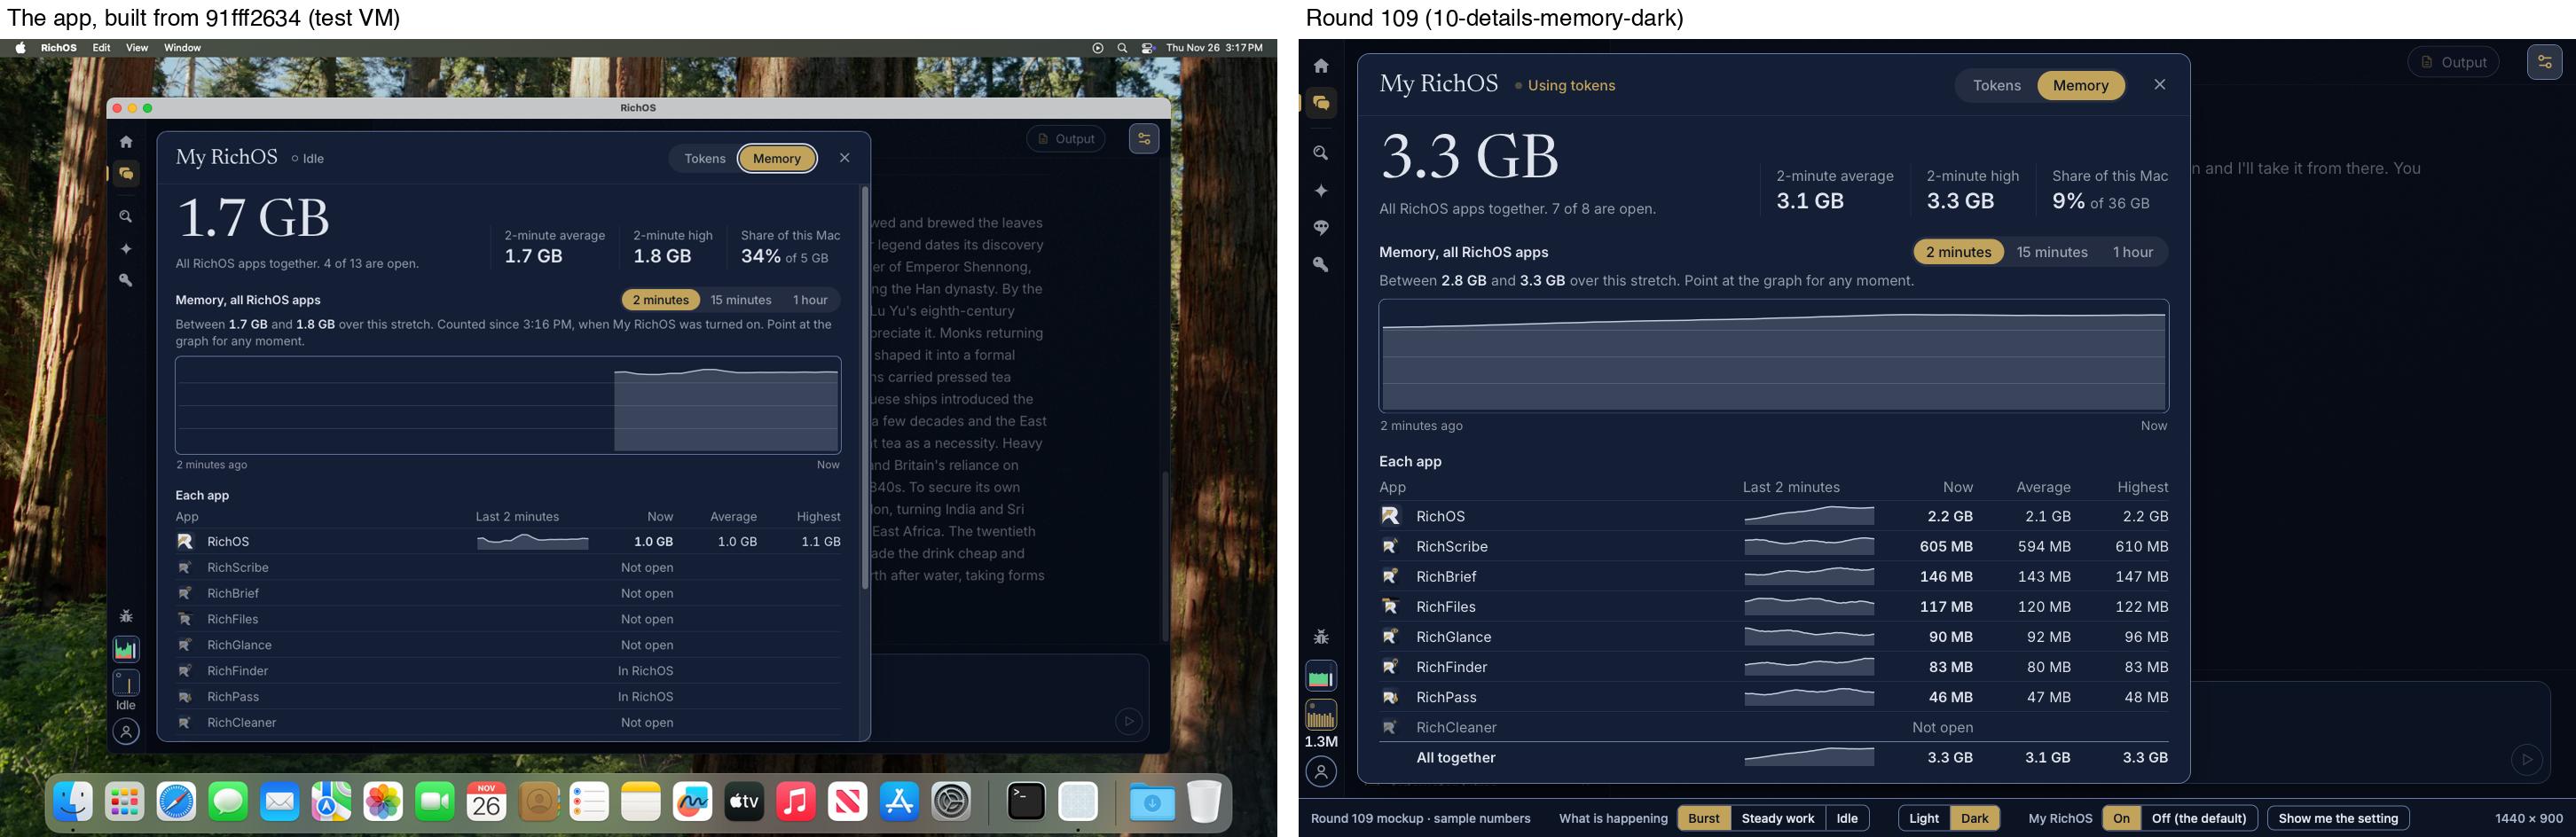 The app, built from 91fff2634 (test VM)
RichOS Edit View Window
Thu Nov 26 3:17 PM
RichOS
Output
My RichOS
Idle
Tokens
Memory
1.7 GB
All RichOS apps together. 4 of 13 are open.
2-minute average
1.7 GB
2-minute high
1.8 GB
Share of this Mac
34% of 5 GB
Memory, all RichOS apps
2 minutes
15 minutes
1 hour
Between 1.7 GB and 1.8 GB over this stretch. Counted since 3:16 PM, when My RichOS was turned on. Point at the
graph for any moment.
2 minutes ago
Now
Each app
App Last 2 minutes Now Average Highest
RichOS 1.0 GB 1.0 GB 1.1 GB
RichScribe Not open
RichBrief Not open
RichFiles Not open
RichGlance Not open
RichFinder In RichOS
RichPass In RichOS
RichCleaner Not open
wed and brewed the leaves
legend dates its discovery
er of Emperor Shennong,
ng the Han dynasty. By the
Lu Yu's eighth-century
preciate it. Monks returning
shaped it into a formal
ns carried pressed tea
uese ships introduced the
a few decades and the East
t tea as a necessity. Heavy
and Britain's reliance on
840s. To secure its own
ion, turning India and Sri
East Africa. The twentieth
ade the drink cheap and
rth after water, taking forms
Idle
NOV
26
tv
Round 109 (10-details-memory-dark)
Output
My RichOS
Using tokens
Tokens
Memory
3.3 GB
All RichOS apps together. 7 of 8 are open.
2-minute average
3.1 GB
2-minute high
3.3 GB
Share of this Mac
9% of 36 GB
n and I'll take it from there. You
Memory, all RichOS apps
2 minutes
15 minutes
1 hour
Between 2.8 GB and 3.3 GB over this stretch. Point at the graph for any moment.
2 minutes ago
Now
Each app
App Last 2 minutes Now Average Highest
RichOS 2.2 GB 2.1 GB 2.2 GB
RichScribe 605 MB 594 MB 610 MB
RichBrief 146 MB 143 MB 147 MB
RichFiles 117 MB 120 MB 122 MB
RichGlance 90 MB 92 MB 96 MB
RichFinder 83 MB 80 MB 83 MB
RichPass 46 MB 47 MB 48 MB
RichCleaner Not open
All together 3.3 GB 3.1 GB 3.3 GB
1.3M
Round 109 mockup · sample numbers
What is happening
Burst
Steady work
Idle
Light
Dark
My RichOS
On
Off (the default)
Show me the setting
1440 × 900